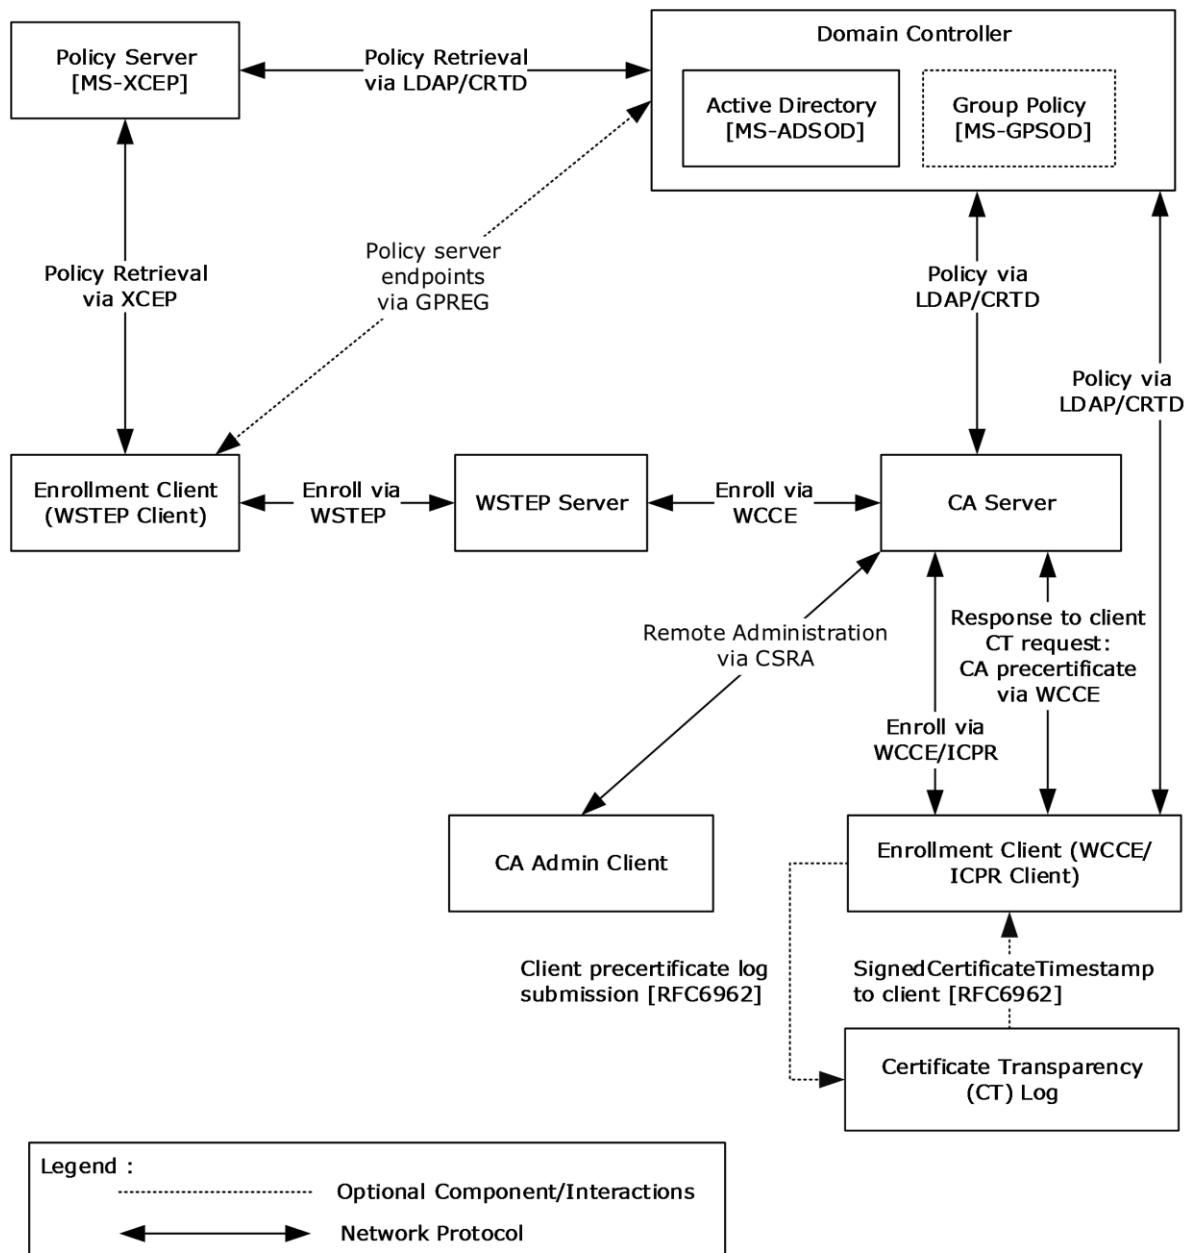 Policy Server
[MS-XCEP]
Policy Retrieval
via LDAP/CRTD
Domain Controller
Active Directory
[MS-ADSOD]
Group Policy
[MS-GPSOD]
Policy server
endpoints
via GPREG
Policy Retrieval
via XCEP
Policy via
LDAP/CRTD
Policy via
LDAP/CRTD
Enrollment Client
(WSTEP Client)
Enroll via
WSTEP
WSTEP Server
Enroll via
WCCE
CA Server
Remote Administration
via CSRA
Response to client
CT request:
CA precertificate
via WCCE
Enroll via
WCCE/ICPR
CA Admin Client
Enrollment Client (WCCE/
ICPR Client)
Client precertificate log
submission [RFC6962]
SignedCertificateTimestamp
to client [RFC6962]
Certificate Transparency
(CT) Log
Legend :
Optional Component/Interactions
Network Protocol